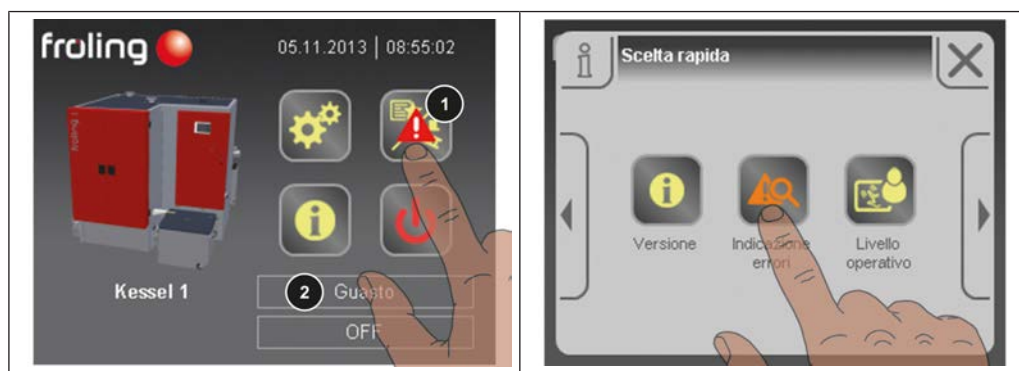 fröling
05.11.2013 | 08:55:02
1
Kessel 1
2 Guasto
OFF
Scelta rapida
Versione
Indicazione errori
Livello operativo